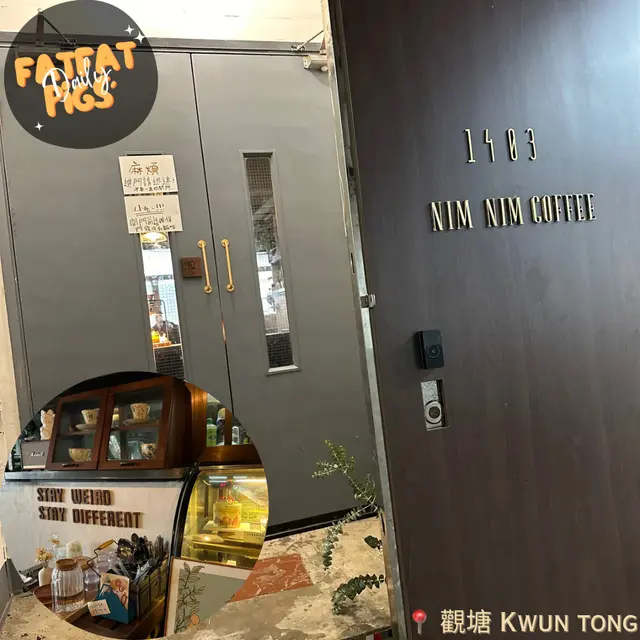 FATFAT
Daily
PIGS
麻煩
1403
NIM NIM COFFEE
STAY WEIRD
STAY DIFFERENT
📍 觀塘 KWUN TONG